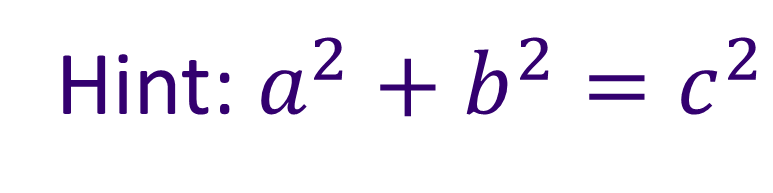 Hint: a² + b² = c²